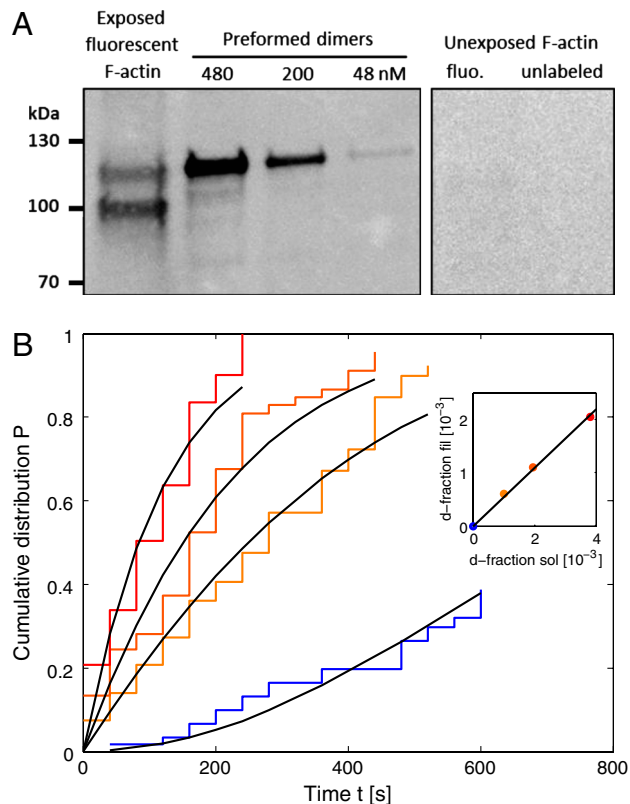 A
Exposed
fluorescent
F-actin
Preformed dimers
480 200 48 nM
Unexposed F-actin
fluo. unlabeled
kDa
130
100
70
B
1
0.8
0.6
0.4
0.2
0
Cumulative distribution P
0 200 400 600 800
Time t [s]
2
1
0
d-fraction fil [10⁻³]
0 2 4
d-fraction sol [10⁻³]